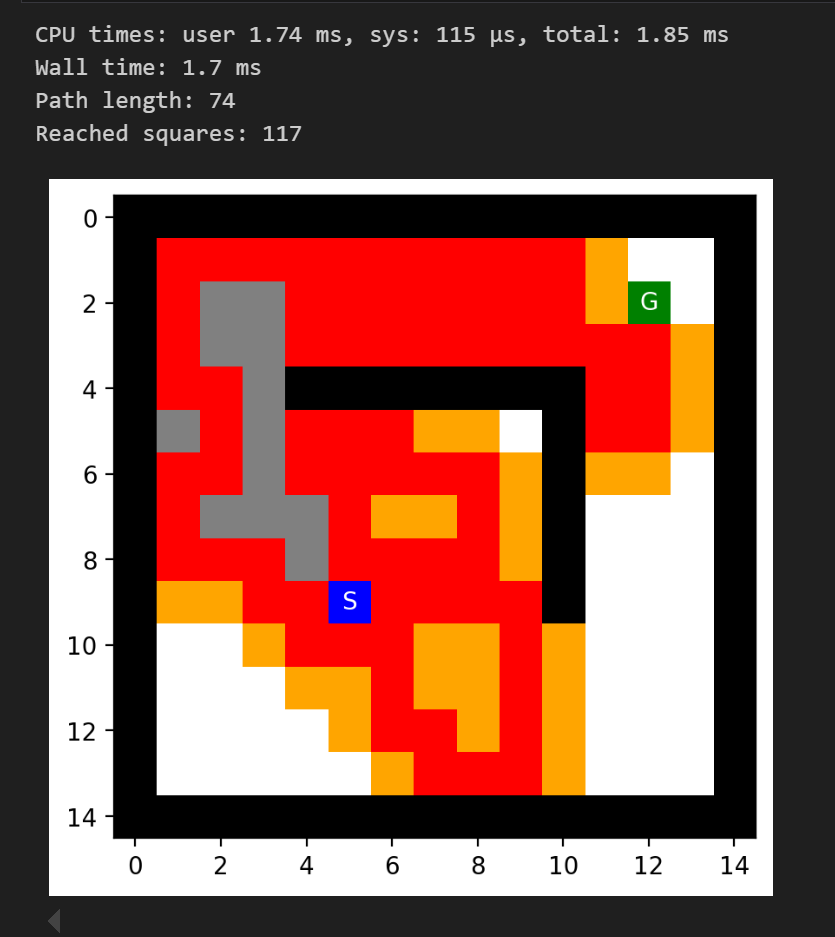 CPU times: user 1.74 ms, sys: 115 µs, total: 1.85 ms
Wall time: 1.7 ms
Path length: 74
Reached squares: 117
0
2
G
4
6
8
S
10
12
14
0 2 4 6 8 10 12 14